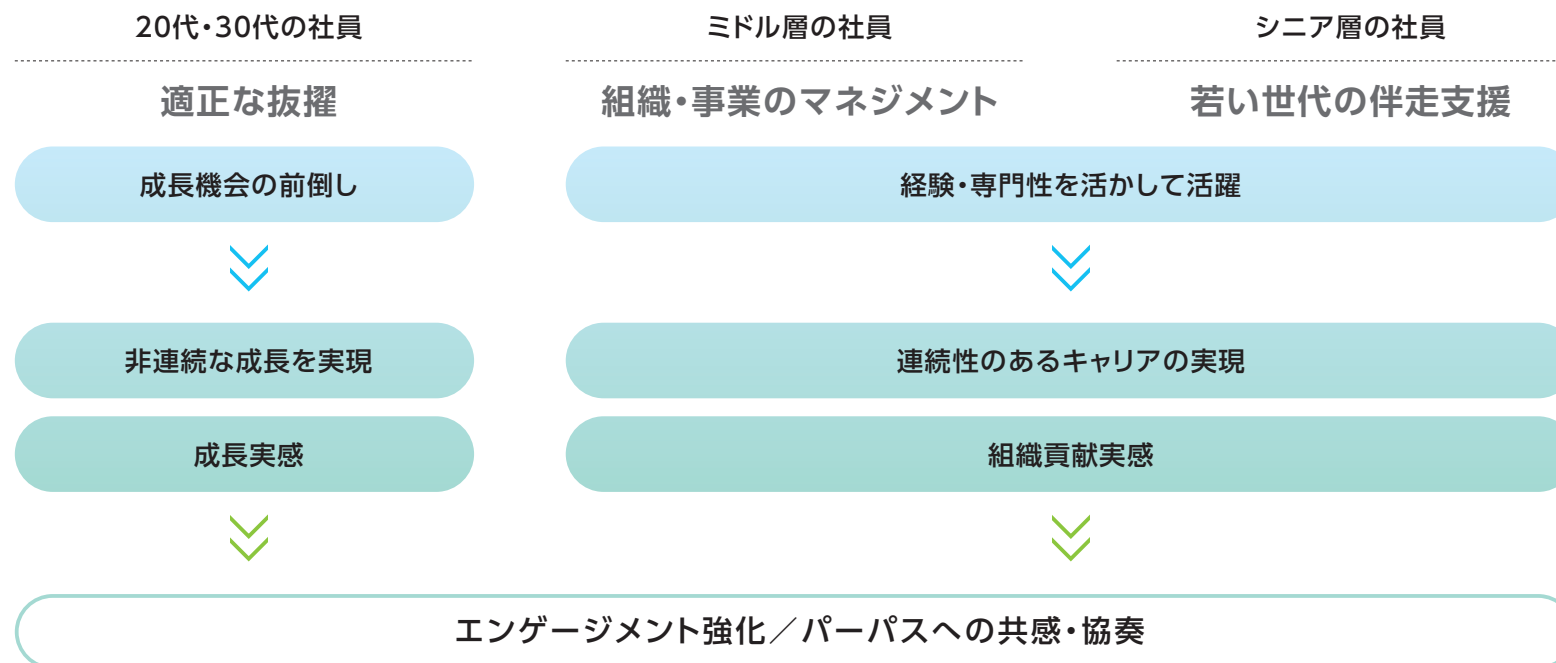 20代・30代の社員
ミドル層の社員
シニア層の社員
適正な抜擢
組織・事業のマネジメント
若い世代の伴走支援
成長機会の前倒し
経験・専門性を活かして活躍
非連続な成長を実現
連続性のあるキャリアの実現
成長実感
組織貢献実感
エンゲージメント強化／パーパスへの共感・協奏